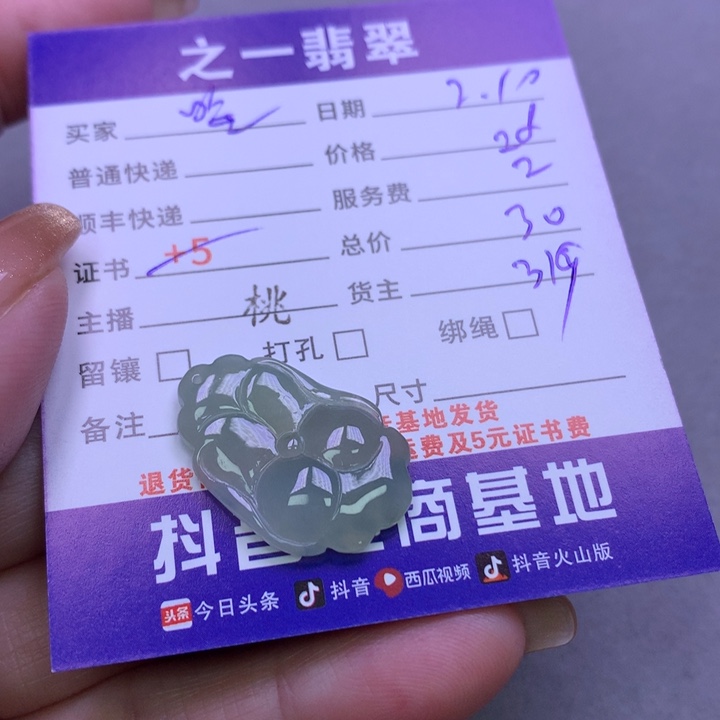 之一翡翠
买家 日期 2.10
普通快递 价格 28
顺丰快递 服务费 2
证书 +5 总价 30
主播 桃 货主
留镶 打孔 绑绳
备注 尺寸
基地发货
退货 运费及5元证书费
抖音 商基地
头条 今日头条 抖音 西瓜视频 抖音火山版